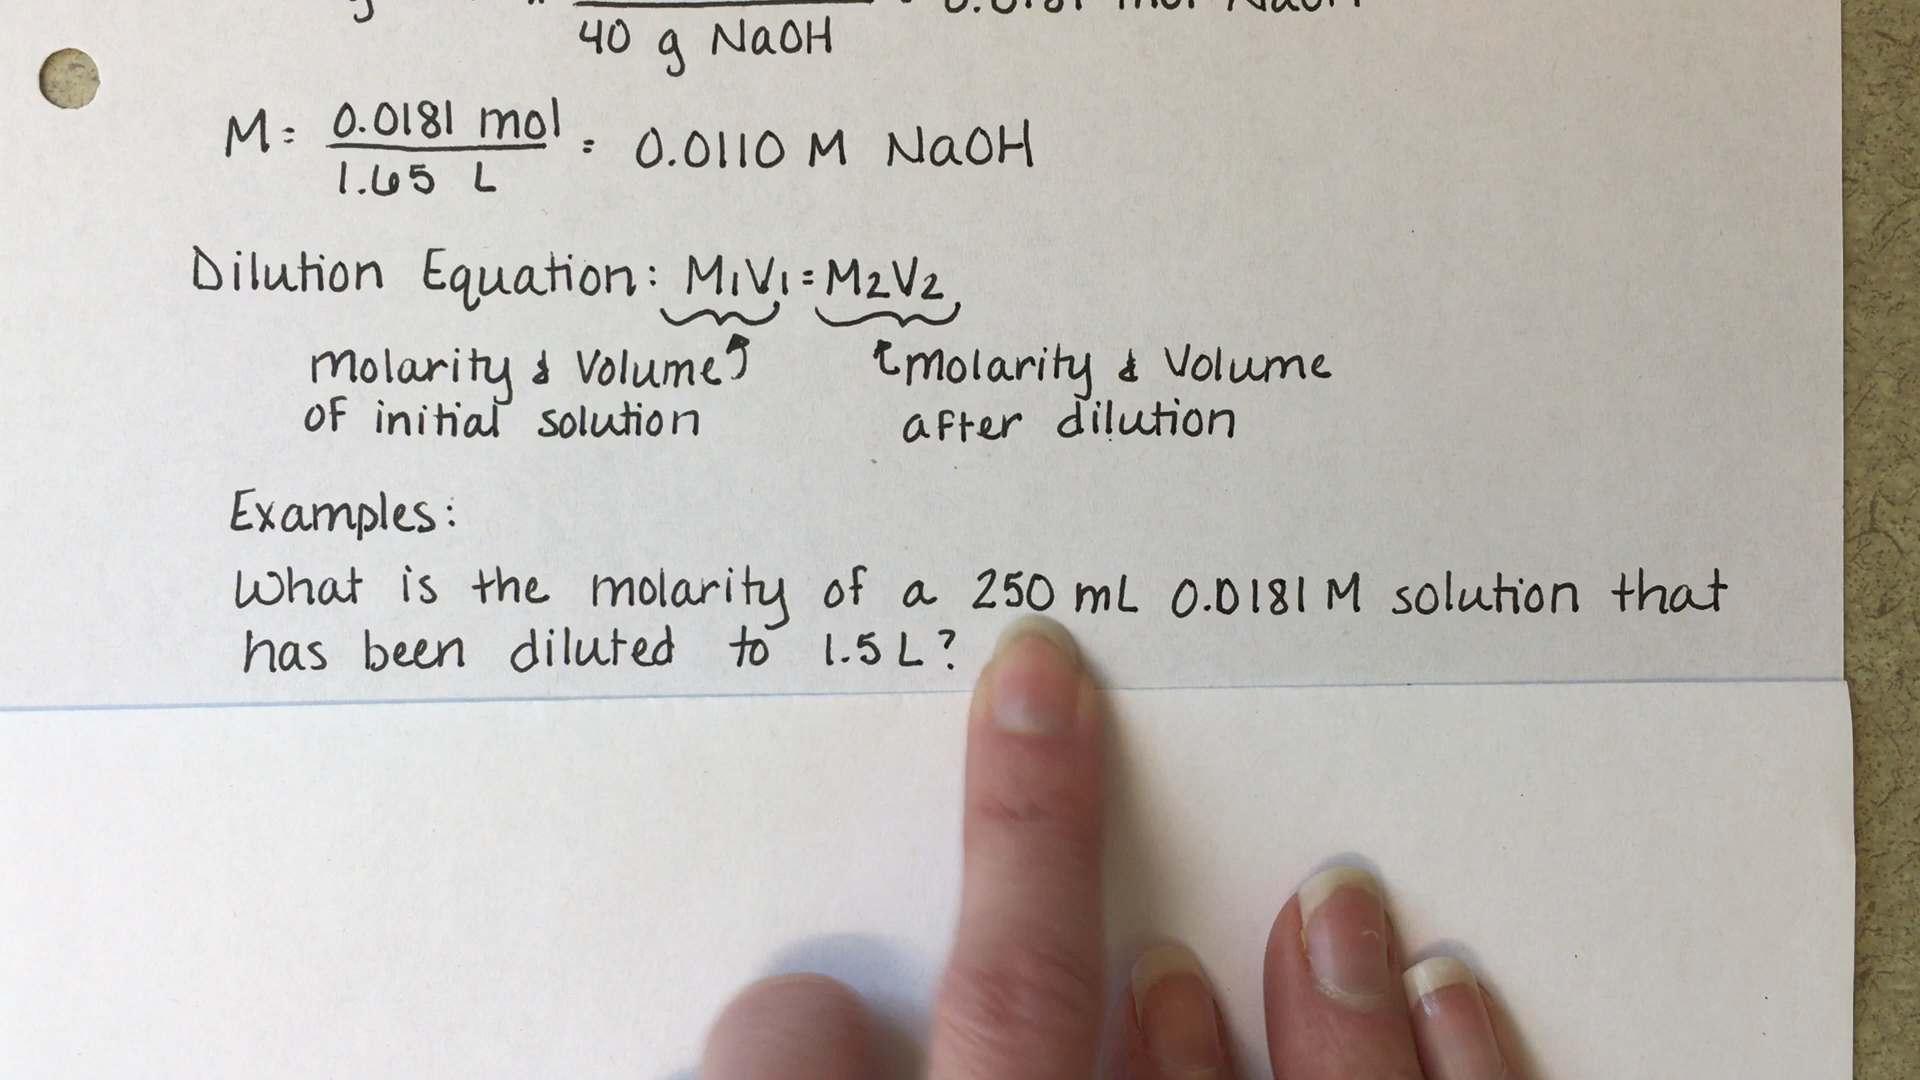 40 g NaOH
M = 0.0181 mol / 1.65 L = 0.0110 M NaOH
Dilution Equation: M1V1 = M2V2
Molarity & Volume of initial solution
Molarity & Volume after dilution
Examples:
What is the molarity of a 250 mL 0.0181 M solution that
has been diluted to 1.5 L?